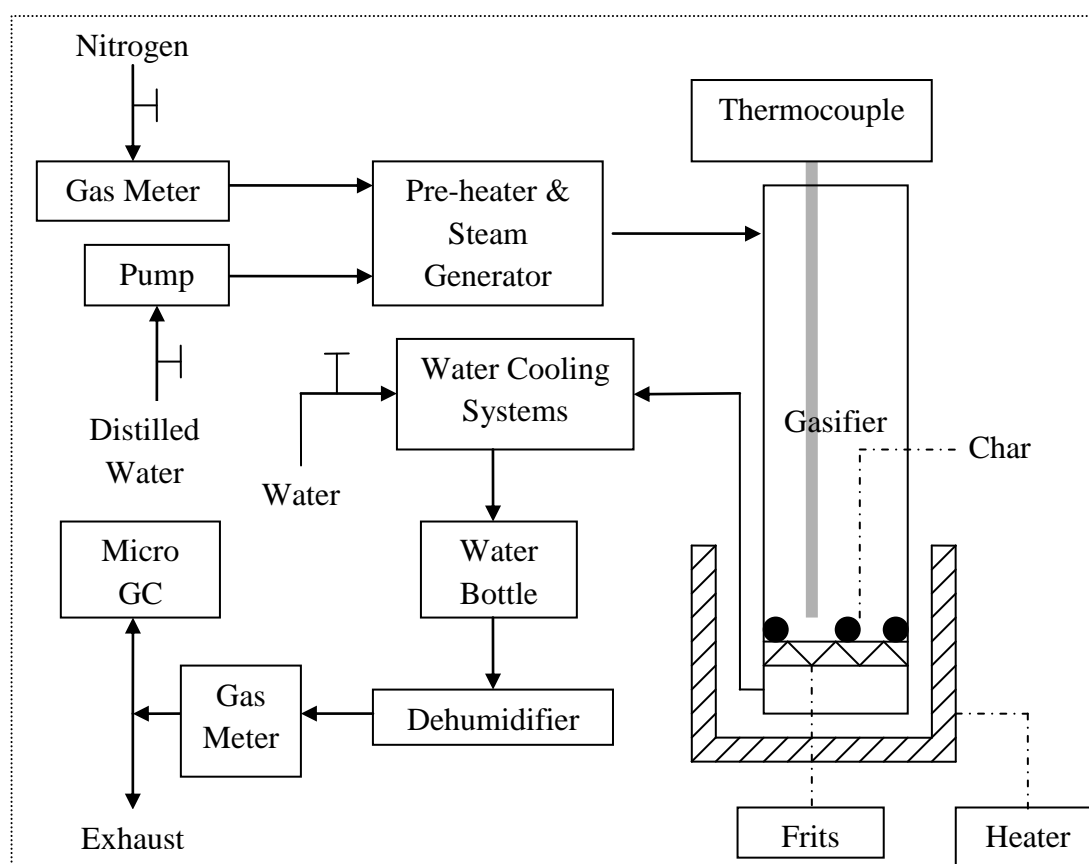 Nitrogen
Thermocouple
Gas Meter
Pre-heater &
Steam
Generator
Pump
Water Cooling
Systems
Gasifier
Char
Distilled
Water
Water
Micro
GC
Water
Bottle
Gas
Meter
Dehumidifier
Exhaust
Frits
Heater